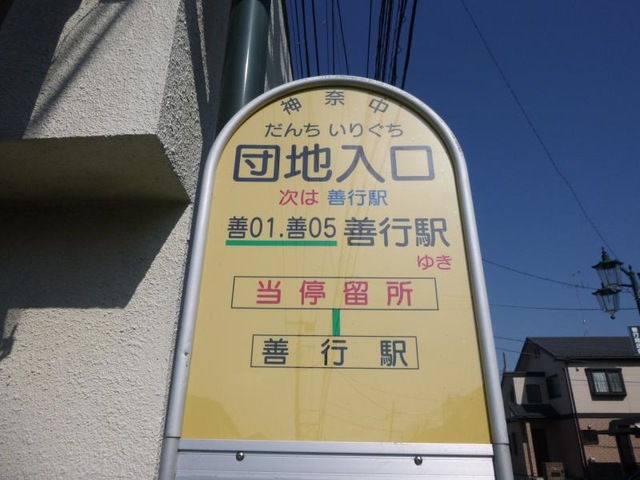 神奈中
だんち いりぐち
団地入口
次は 善行駅
善01.善05 善行駅
ゆき
当停留所
善行駅